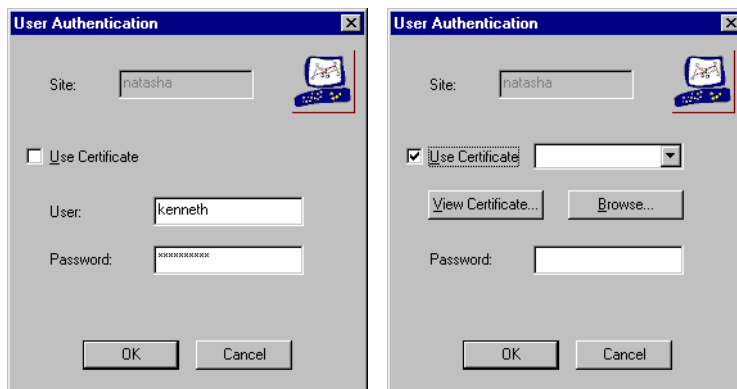 User Authentication
Site: natasha
Use Certificate
User: kenneth
Password: **********
OK Cancel
User Authentication
Site: natasha
Use Certificate
View Certificate... Browse...
Password:
OK Cancel